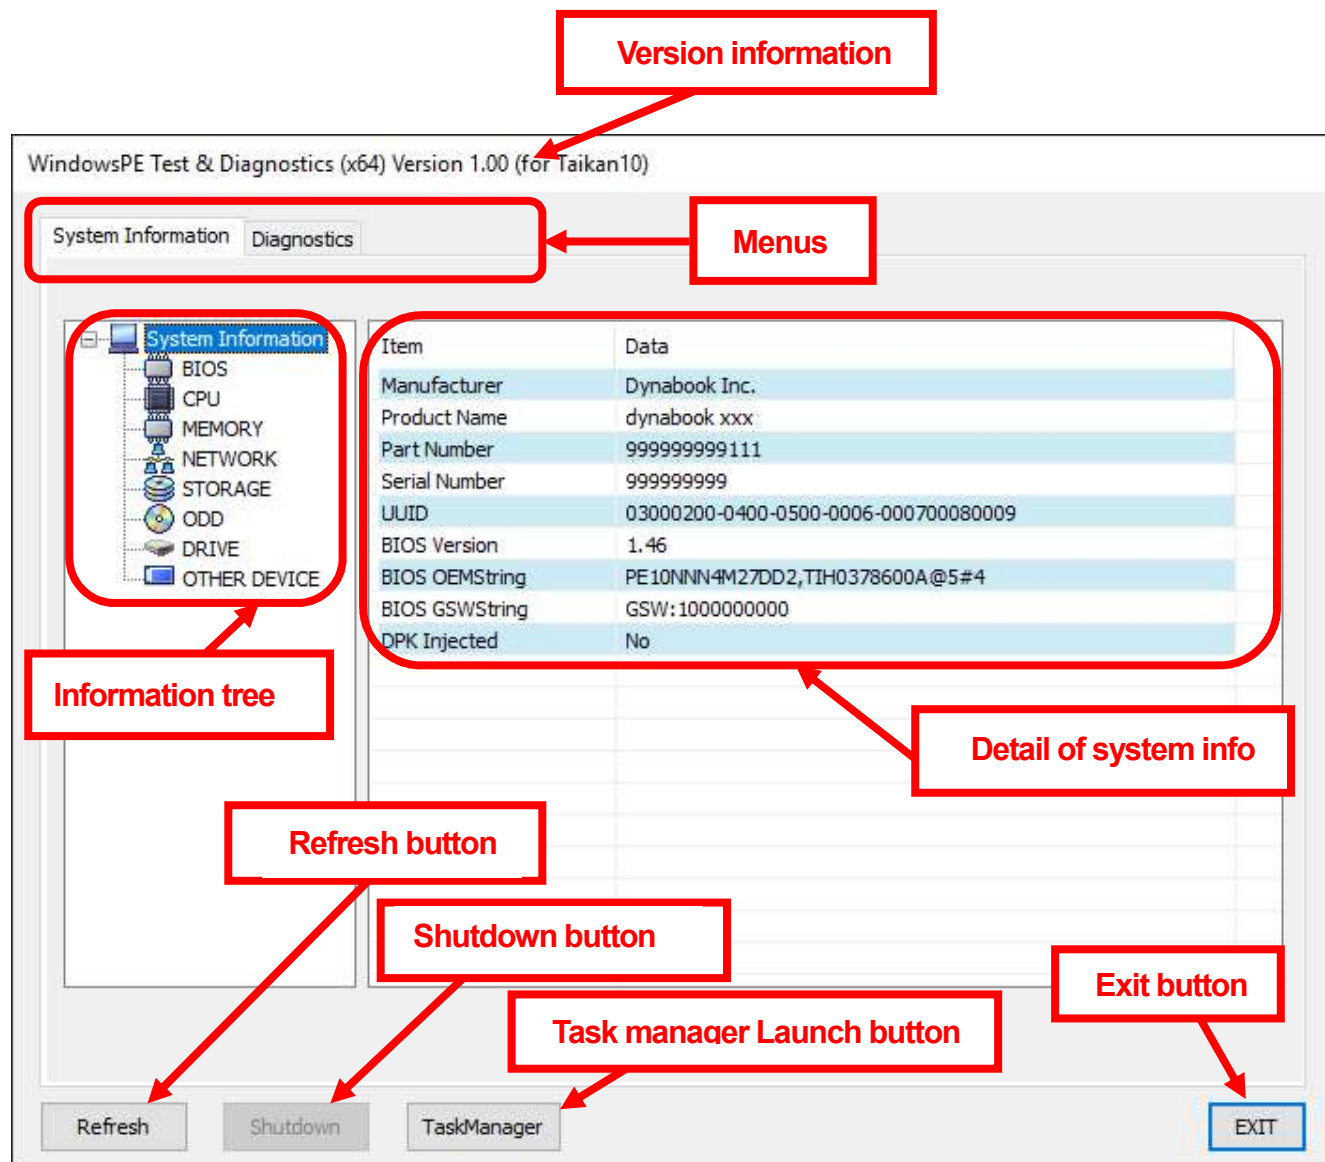 Version information
WindowsPE Test & Diagnostics (x64) Version 1.00 (for Taikan10)
System Information Diagnostics
Menus
System Information
BIOS
CPU
MEMORY
NETWORK
STORAGE
ODD
DRIVE
OTHER DEVICE
Item Data
Manufacturer Dynabook Inc.
Product Name dynabook xxx
Part Number 999999999111
Serial Number 999999999
UUID 03000200-0400-0500-0006-000700080009
BIOS Version 1.46
BIOS OEMString PE10NNN4M27DD2,TIH0378600A@5#4
BIOS GSWString GSW:1000000000
DPK Injected No
Information tree
Detail of system info
Refresh button
Shutdown button
Exit button
Task manager Launch button
Refresh Shutdown TaskManager EXIT